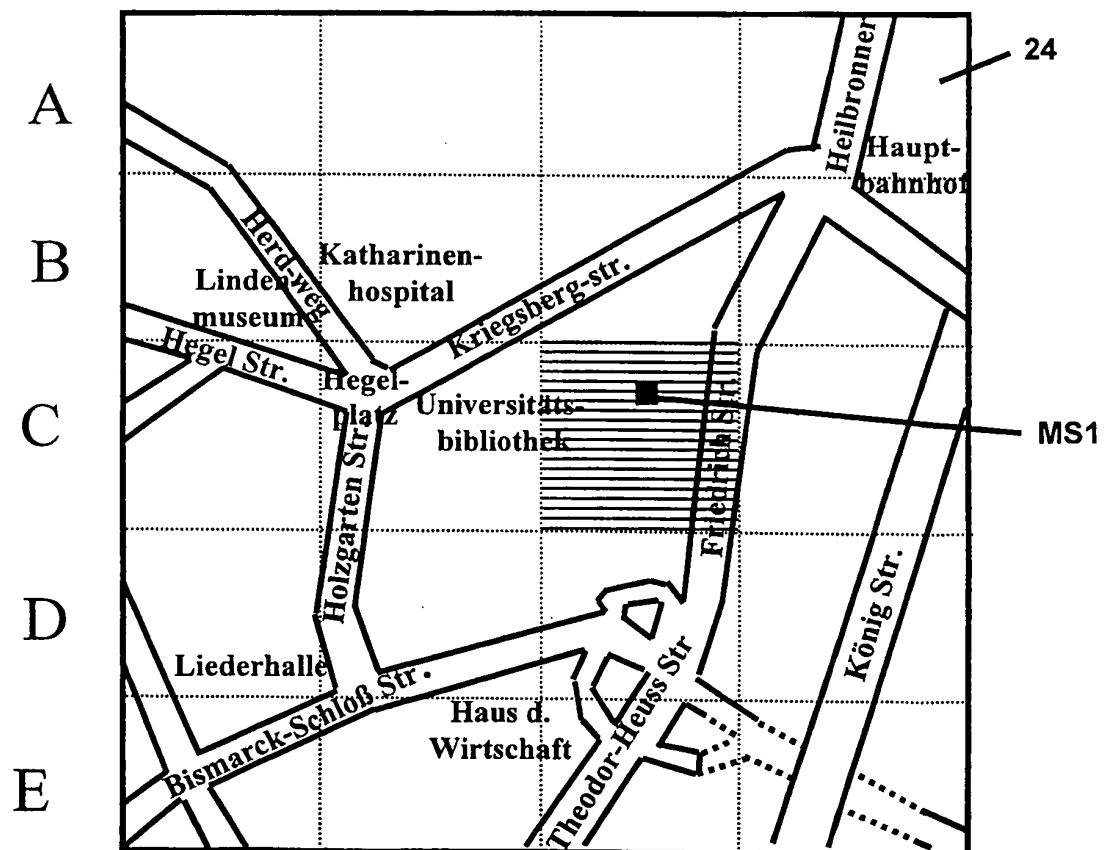 24
A
Heilbronner
Haupt-
bahnhof
B
Herd-weg
Katharinen-
hospital
Linden
museum
Kriegsberg-str.
Hegel Str.
Hegel-
platz
C
Universitäts-
bibliothek
MS1
Friedrich Str.
Holzgarten Str.
D
König Str.
Liederhalle
Bismarck-Schloß Str.
Haus d.
Wirtschaft
Theodor-Heuss Str
E